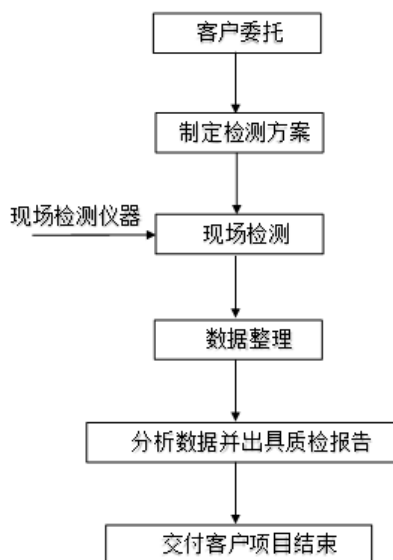 客户委托
制定检测方案
现场检测仪器
现场检测
数据整理
分析数据并出具质检报告
交付客户项目结束